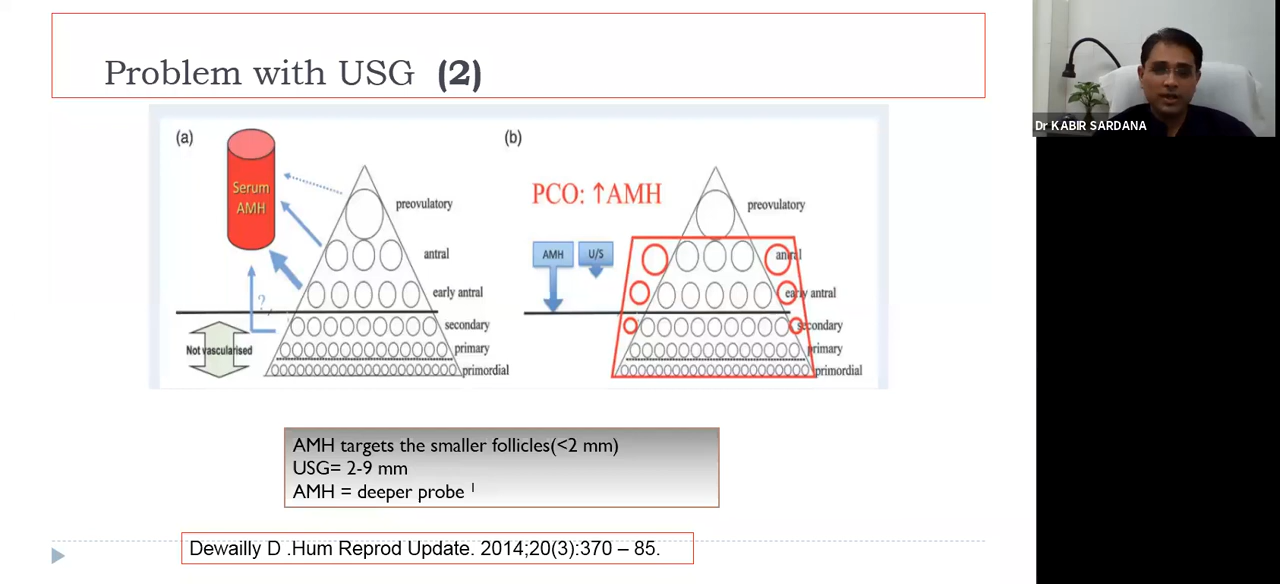 Problem with USG (2)
Dr KABIR SARDANA
(a)
Serum
AMH
preovulatory
antral
early antral
?
secondary
Not vascularised
primary
primordial
(b)
PCO: ↑AMH
preovulatory
AMH
U/S
antral
early antral
secondary
primary
primordial
AMH targets the smaller follicles(<2 mm)
USG= 2-9 mm
AMH = deeper probe
Dewailly D .Hum Reprod Update. 2014;20(3):370 – 85.